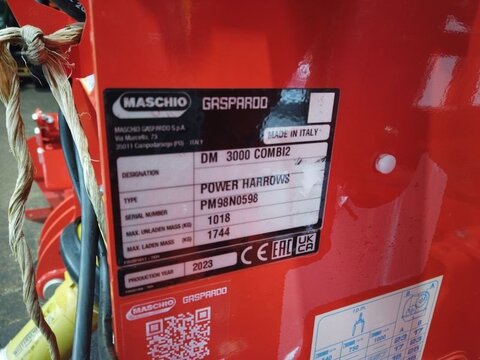 MASCHIO GASPARDO
MASCHIO GASPARDO S.p.A
Via Marcello, 73
35011 Campodarsego (PD) ITALY
MADE IN ITALY
DM 3000 COMBI2
DESIGNATION
POWER HARROWS
TYPE
PM98N0598
SERIAL NUMBER
1018
MAX. UNLADEN MASS (KG)
1744
MAX. LADEN MASS (KG)
PRODUCTION YEAR 2023
CE EAC UK CA
MASCHIO GASPARDO
1000